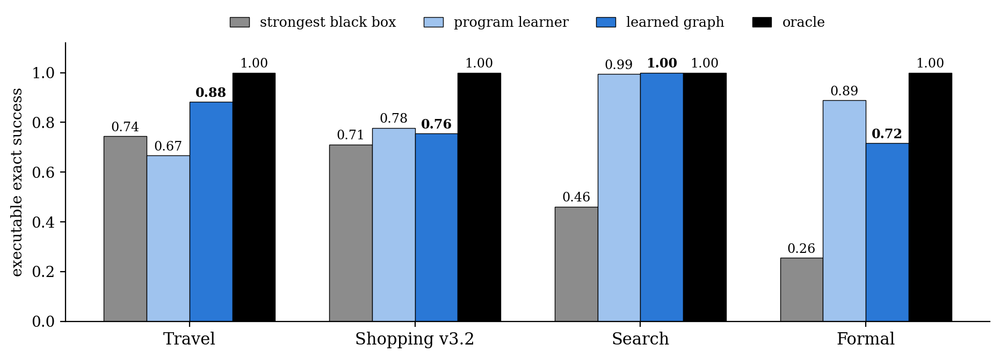 strongest black box program learner learned graph oracle
executable exact success
1.0
0.8
0.6
0.4
0.2
0.0
0.74 0.67 0.88 1.00
0.71 0.78 0.76 1.00
0.46 0.99 1.00 1.00
0.26 0.89 0.72 1.00
Travel Shopping v3.2 Search Formal